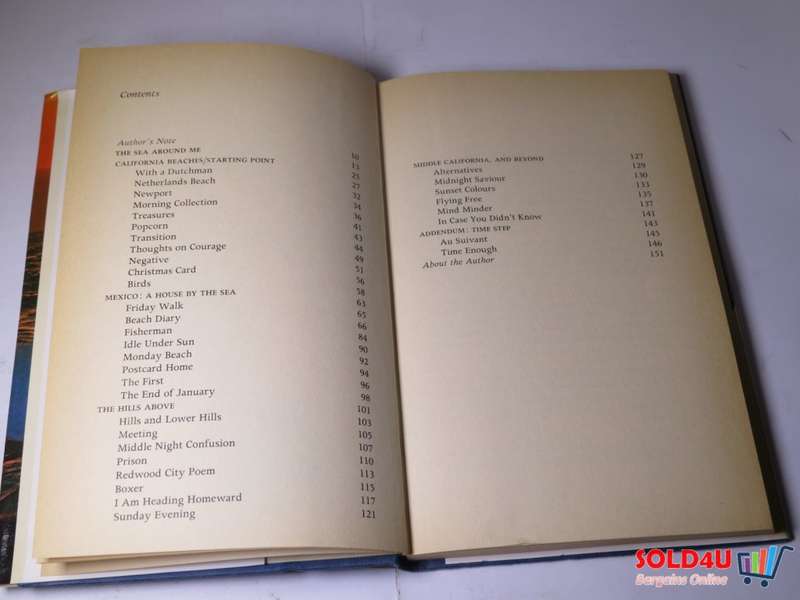 Contents
Author's Note 10
THE SEA AROUND ME 13
CALIFORNIA BEACHES/STARTING POINT 25
With a Dutchman 27
Netherlands Beach 32
Newport 34
Morning Collection 36
Treasures 41
Popcorn 43
Transition 44
Thoughts on Courage 49
Negative 51
Christmas Card 56
Birds 58
MEXICO: A HOUSE BY THE SEA 63
Friday Walk 65
Beach Diary 66
Fisherman 84
Idle Under Sun 90
Monday Beach 92
Postcard Home 94
The First 96
The End of January 98
THE HILLS ABOVE 101
Hills and Lower Hills 103
Meeting 105
Middle Night Confusion 107
Prison 110
Redwood City Poem 113
Boxer 115
I Am Heading Homeward 117
Sunday Evening 121
MIDDLE CALIFORNIA, AND BEYOND 127
Alternatives 129
Midnight Saviour 130
Sunset Colours 133
Flying Free 135
Mind Minder 137
In Case You Didn't Know 141
ADDENDUM: TIME STEP 143
Au Suivant 145
Time Enough 146
About the Author 151
SOLD4U
Bargains Online